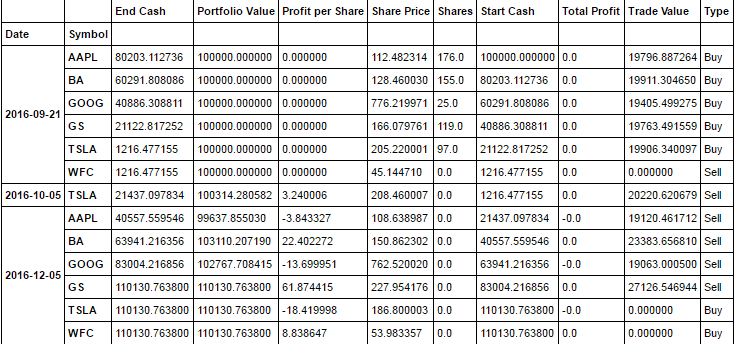 End Cash Portfolio Value Profit per Share Share Price Shares Start Cash Total Profit Trade Value Type
Date Symbol
2016-09-21 AAPL 80203.112736 100000.000000 0.000000 112.482314 176.0 100000.000000 0.0 19796.887264 Buy
BA 60291.808086 100000.000000 0.000000 128.460030 155.0 80203.112736 0.0 19911.304650 Buy
GOOG 40886.308811 100000.000000 0.000000 776.219971 25.0 60291.808086 0.0 19405.499275 Buy
GS 21122.817252 100000.000000 0.000000 166.079761 119.0 40886.308811 0.0 19763.491559 Buy
TSLA 1216.477155 100000.000000 0.000000 205.220001 97.0 21122.817252 0.0 19906.340097 Buy
WFC 1216.477155 100000.000000 0.000000 45.144710 0.0 1216.477155 0.0 0.000000 Sell
2016-10-05 TSLA 21437.097834 100314.280582 3.240006 208.460007 0.0 1216.477155 0.0 20220.620679 Sell
2016-12-05 AAPL 40557.559546 99637.855030 -3.843327 108.638987 0.0 21437.097834 -0.0 19120.461712 Sell
BA 63941.216356 103110.207190 22.402272 150.862302 0.0 40557.559546 0.0 23383.656810 Sell
GOOG 83004.216856 102767.708415 -13.699951 762.520020 0.0 63941.216356 -0.0 19063.000500 Sell
GS 110130.763800 110130.763800 61.874415 227.954176 0.0 83004.216856 0.0 27126.546944 Sell
TSLA 110130.763800 110130.763800 -18.419998 186.800003 0.0 110130.763800 -0.0 0.000000 Buy
WFC 110130.763800 110130.763800 8.838647 53.983357 0.0 110130.763800 0.0 0.000000 Buy